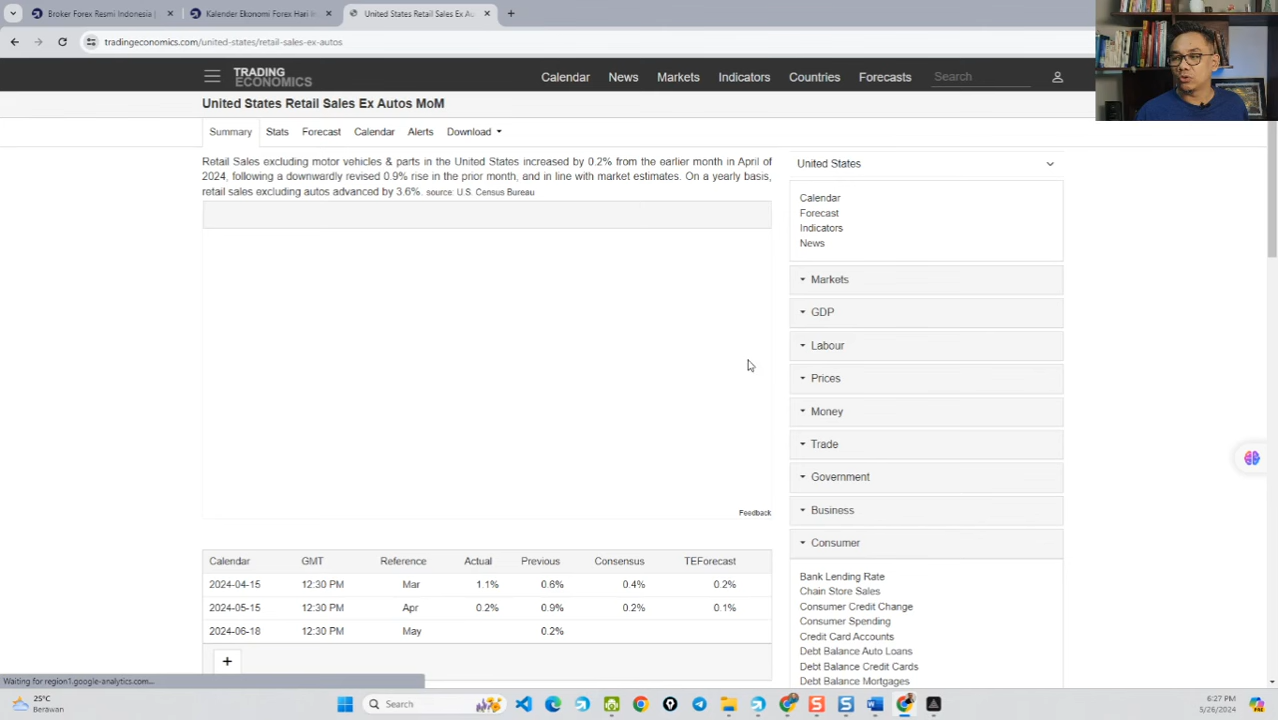 Broker Forex Resmi Indonesia |
Kalender Ekonomi Forex Hari In
United States Retail Sales Ex Au
tradingeconomics.com/united-states/retail-sales-ex-autos
TRADING ECONOMICS
Calendar News Markets Indicators Countries Forecasts Search
United States Retail Sales Ex Autos MoM
Summary Stats Forecast Calendar Alerts Download
Retail Sales excluding motor vehicles & parts in the United States increased by 0.2% from the earlier month in April of
2024, following a downwardly revised 0.9% rise in the prior month, and in line with market estimates. On a yearly basis,
retail sales excluding autos advanced by 3.6%. source: U.S. Census Bureau
Feedback
Calendar GMT Reference Actual Previous Consensus TEForecast
2024-04-15 12:30 PM Mar 1.1% 0.6% 0.4% 0.2%
2024-05-15 12:30 PM Apr 0.2% 0.9% 0.2% 0.1%
2024-06-18 12:30 PM May 0.2%
+
United States
Calendar
Forecast
Indicators
News
Markets
GDP
Labour
Prices
Money
Trade
Government
Business
Consumer
Bank Lending Rate
Chain Store Sales
Consumer Credit Change
Consumer Spending
Credit Card Accounts
Debt Balance Auto Loans
Debt Balance Credit Cards
Debt Balance Mortgages
Waiting for region1.google-analytics.com...
25°C
Berawan
Search
6:27 PM
5/26/2024